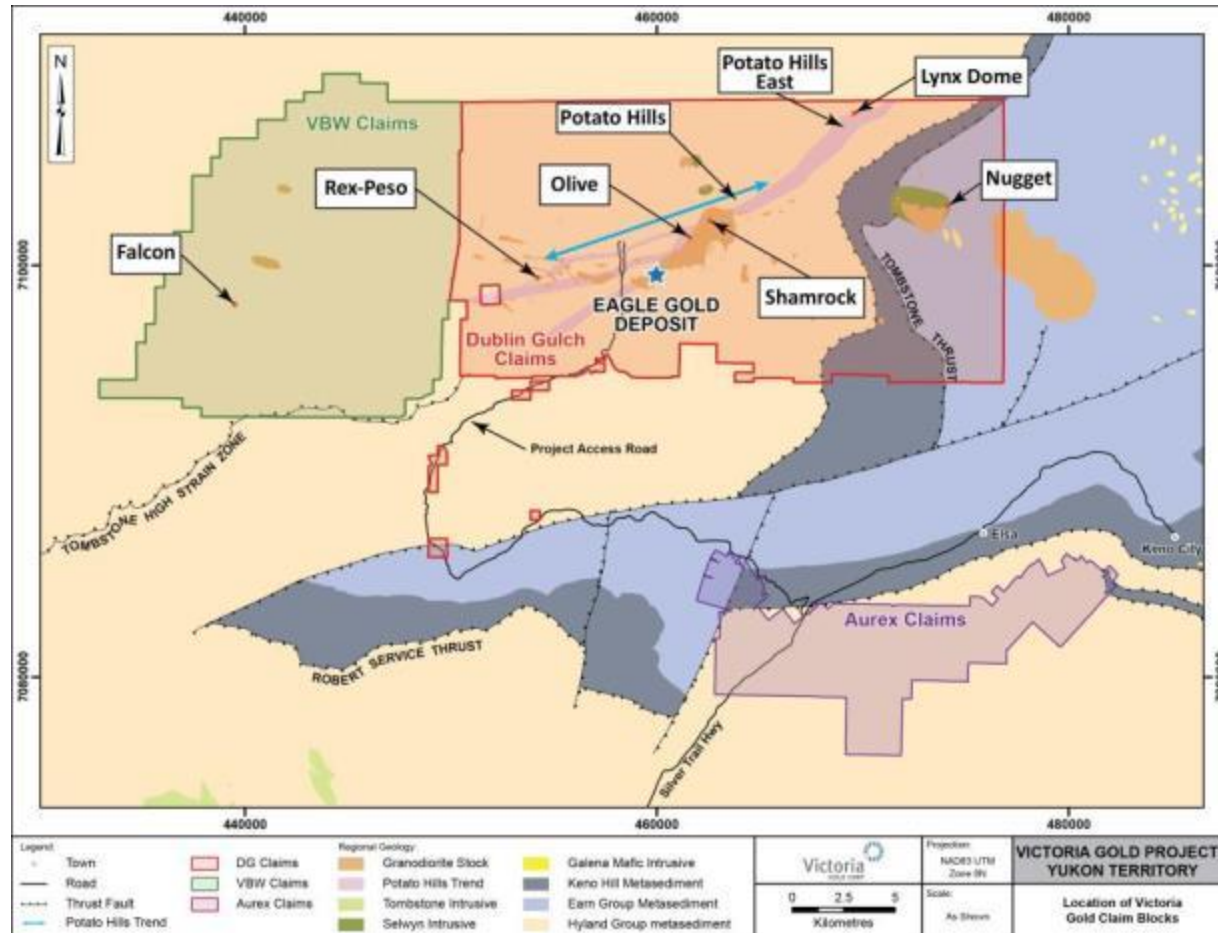 440000
460000
480000
N
VBW Claims
Potato Hills
East
Lynx Dome
Potato Hills
Rex-Peso
Olive
Nugget
Falcon
7100000
EAGLE GOLD
DEPOSIT
Shamrock
Dublin Gulch
Claims
TOMBSTONE THRUST
Project Access Road
TOMBSTONE HIGH STRAIN ZONE
Elsa
Keno City
Aurex Claims
ROBERT SERVICE THRUST
7080000
Silver Trail Hwy
440000
460000
480000
Legend
Town
Road
Thrust Fault
Potato Hills Trend
DG Claims
VBW Claims
Aurex Claims
Regional Geology:
Granodiorite Stock
Potato Hills Trend
Tombstone Intrusive
Selwyn Intrusive
Galena Mafic Intrusive
Keno Hill Metasediment
Earn Group Metasediment
Hyland Group metasediment
Victoria
GOLD CORP
0 2.5 5
Kilometres
Projection:
NAD83 UTM
Zone 8N
Scale:
As Shown
VICTORIA GOLD PROJECT
YUKON TERRITORY
Location of Victoria
Gold Claim Blocks